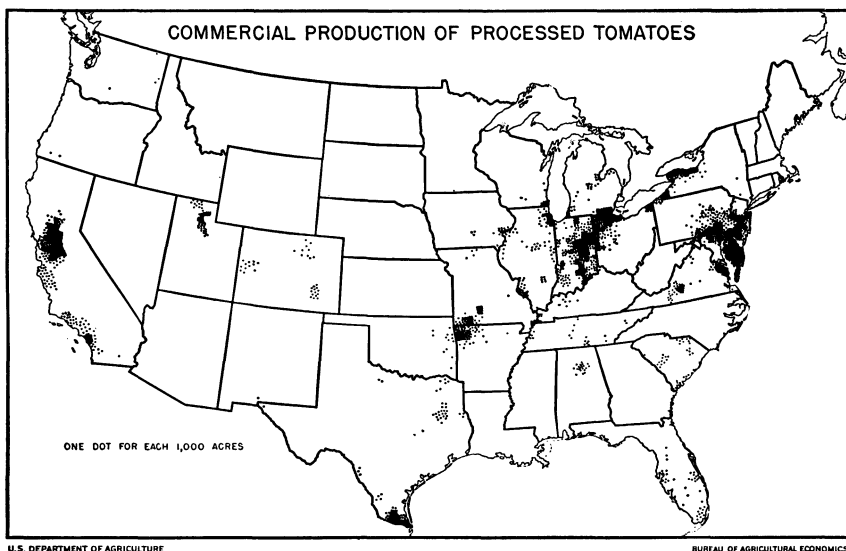 COMMERCIAL PRODUCTION OF PROCESSED TOMATOES
ONE DOT FOR EACH 1,000 ACRES
U.S. DEPARTMENT OF AGRICULTURE
BUREAU OF AGRICULTURAL ECONOMICS